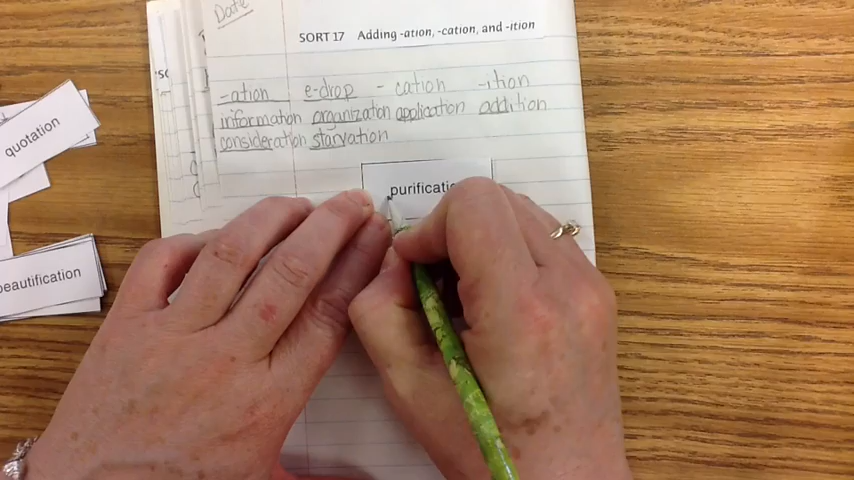 Date
SORT 17 Adding -ation, -cation, and -ition
-ation e-drop -cation -ition
information organization application addition
consideration starvation
quotation
purificatio
beautification